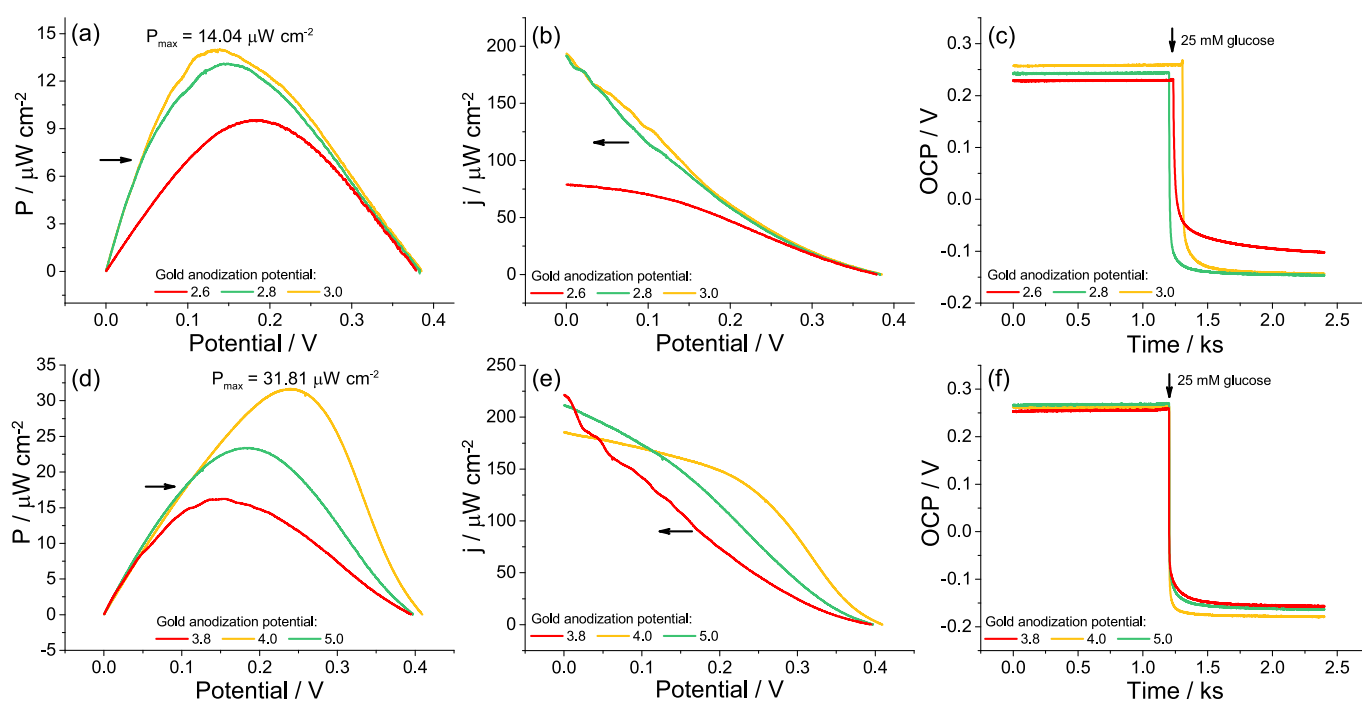 (a)
P_max = 14.04 μW cm⁻²
P / μW cm⁻²
15
12
9
6
3
0
Gold anodization potential:
2.6 2.8 3.0
0.0 0.1 0.2 0.3 0.4
Potential / V
(b)
j / μW cm⁻²
200
150
100
50
0
Gold anodization potential:
2.6 2.8 3.0
0.0 0.1 0.2 0.3 0.4
Potential / V
(c)
25 mM glucose
OCP / V
0.3
0.2
0.1
0.0
-0.1
-0.2
Gold anodization potential:
2.6 2.8 3.0
0.0 0.5 1.0 1.5 2.0 2.5
Time / ks
(d)
P_max = 31.81 μW cm⁻²
P / μW cm⁻²
35
30
25
20
15
10
5
0
-5
Gold anodization potential:
3.8 4.0 5.0
0.0 0.1 0.2 0.3 0.4
Potential / V
(e)
j / μW cm⁻²
250
200
150
100
50
0
Gold anodization potential:
3.8 4.0 5.0
0.0 0.1 0.2 0.3 0.4
Potential / V
(f)
25 mM glucose
OCP / V
0.3
0.2
0.1
0.0
-0.1
-0.2
Gold anodization potential:
3.8 4.0 5.0
0.0 0.5 1.0 1.5 2.0 2.5
Time / ks